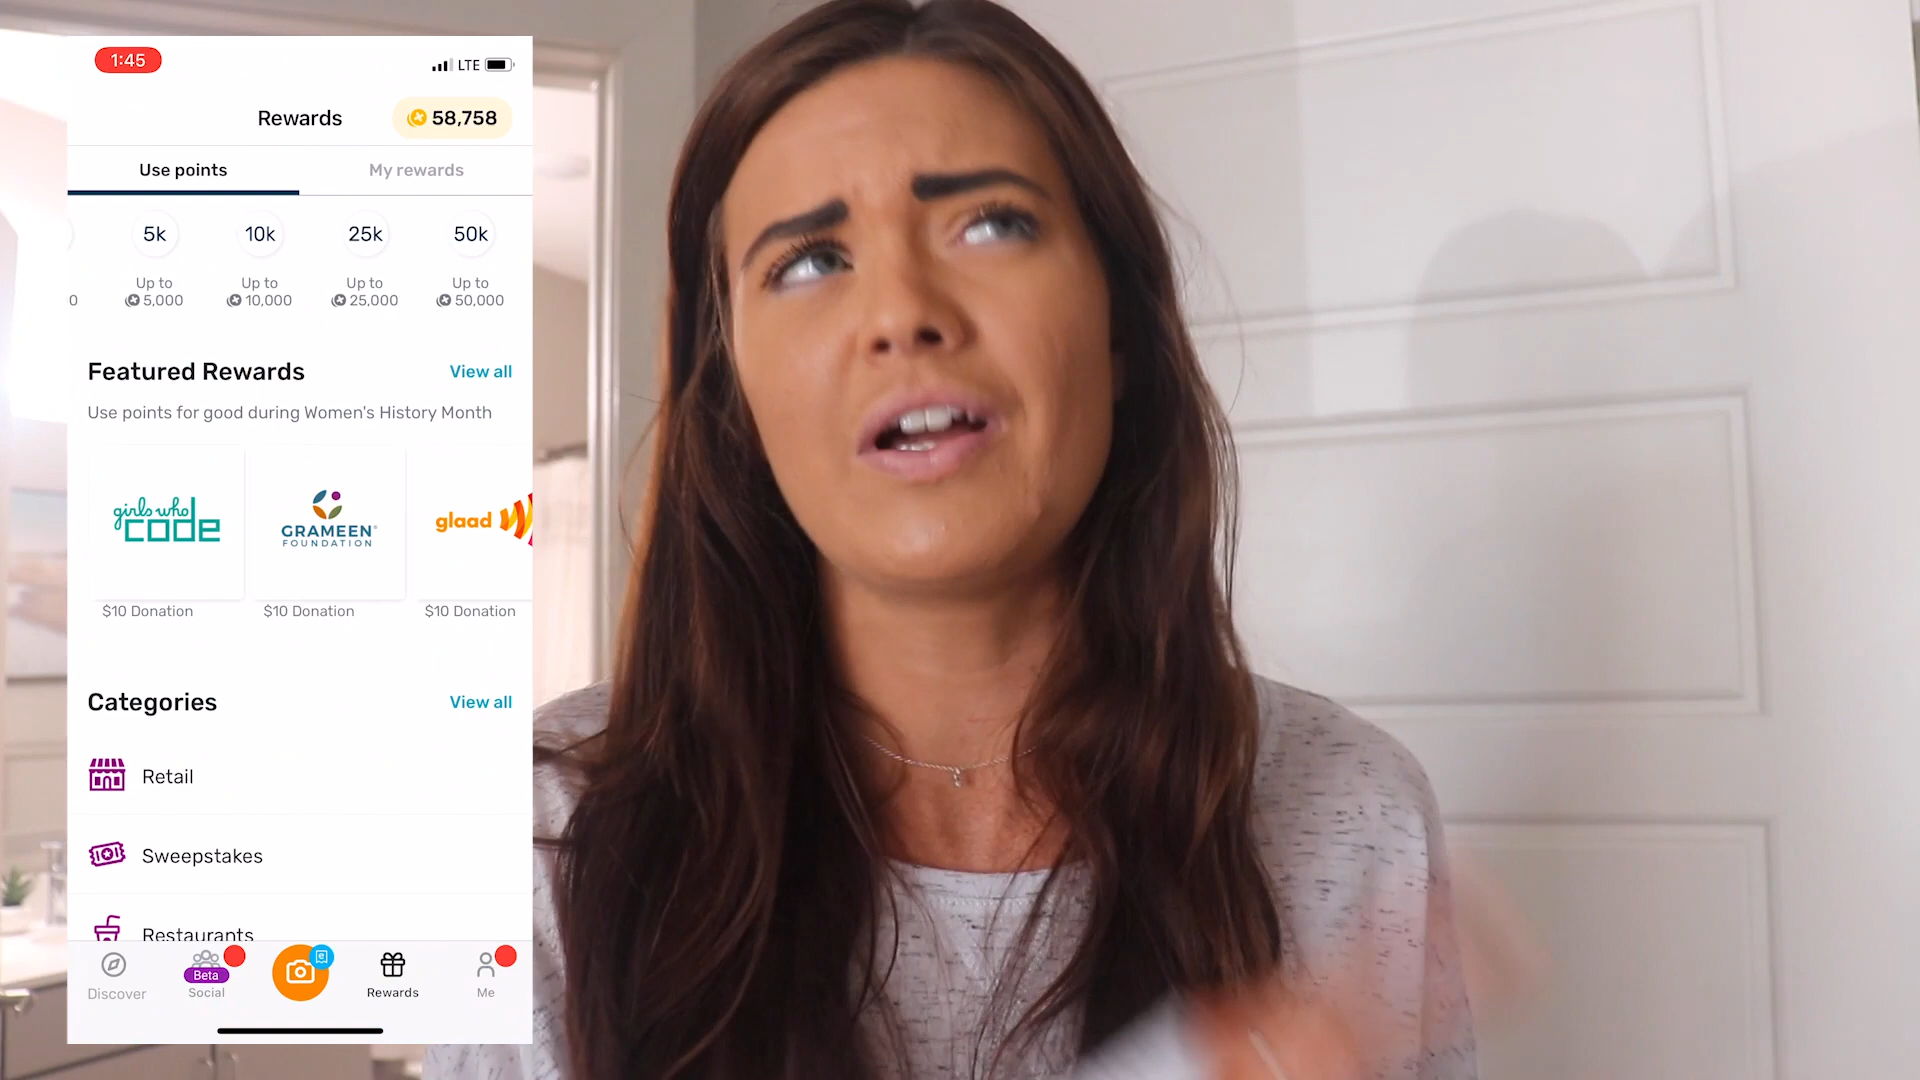 1:45
LTE
Rewards
58,758
Use points
My rewards
5k
10k
25k
50k
Up to
Up to
Up to
Up to
0
5,000
10,000
25,000
50,000
Featured Rewards
View all
Use points for good during Women's History Month
girls who
code
GRAMEEN
FOUNDATION
glaad
$10 Donation
$10 Donation
$10 Donation
Categories
View all
Retail
Sweepstakes
Restaurants
Discover
Beta
Social
Rewards
Me